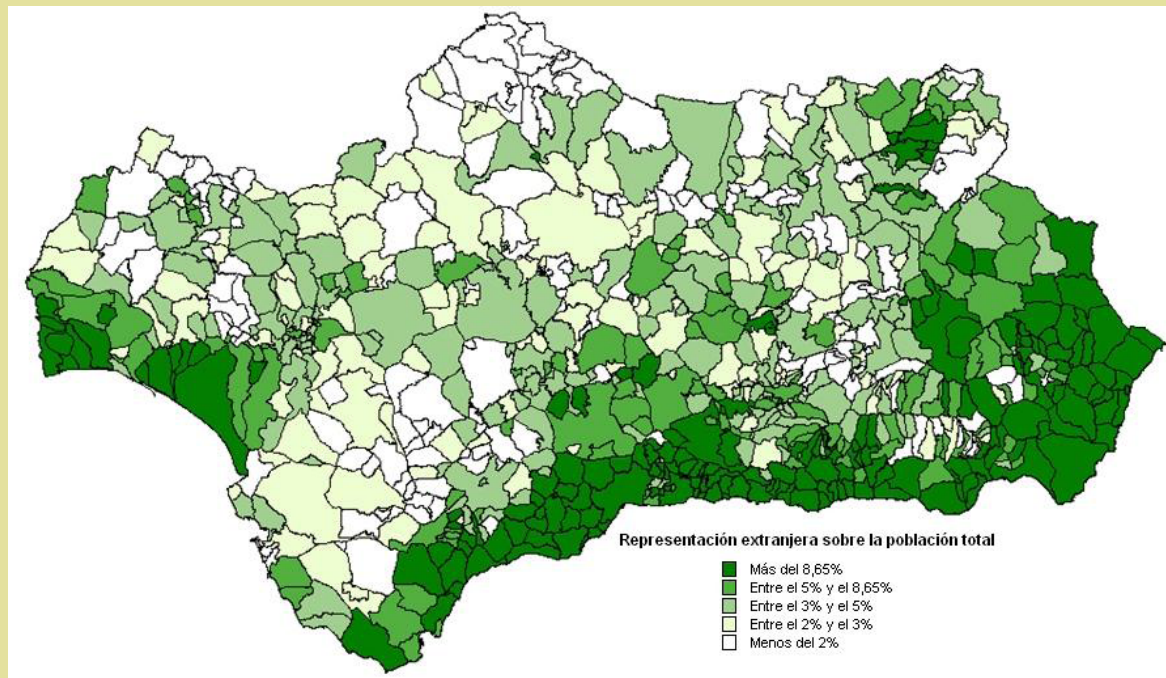 Representación extranjera sobre la población total
Más del 8,65%
Entre el 5% y el 8,65%
Entre el 3% y el 5%
Entre el 2% y el 3%
Menos del 2%